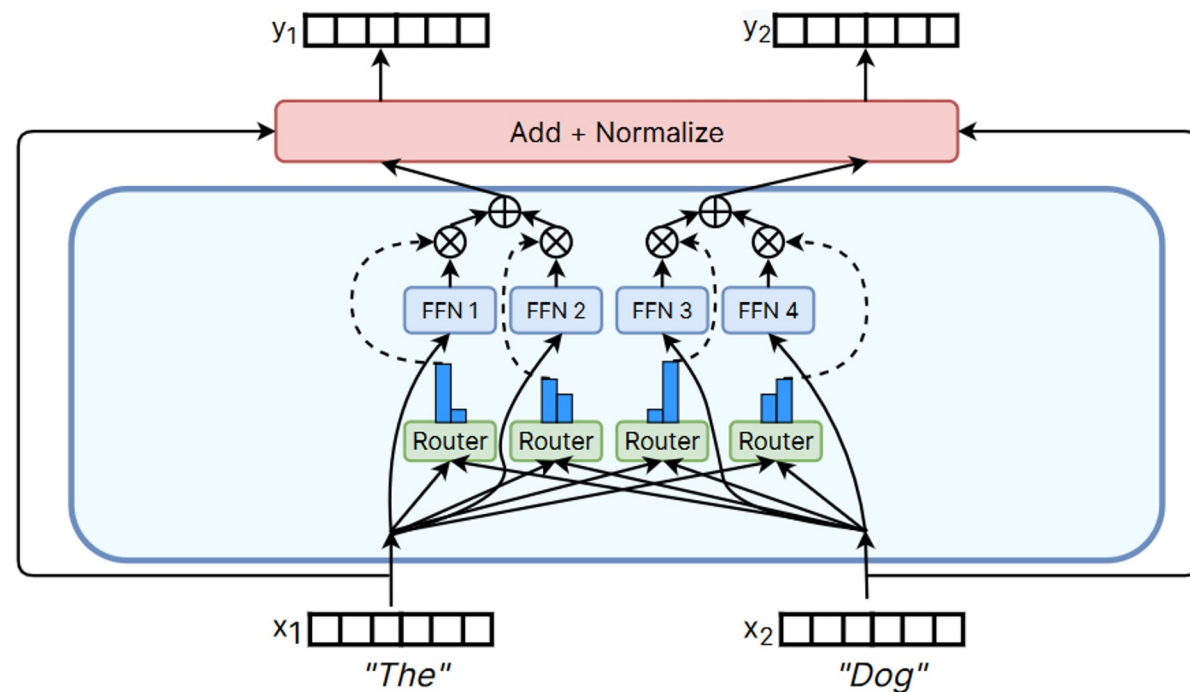 y1 y2
Add + Normalize
FFN 1 FFN 2 FFN 3 FFN 4
Router Router Router Router
x1 x2
"The" "Dog"